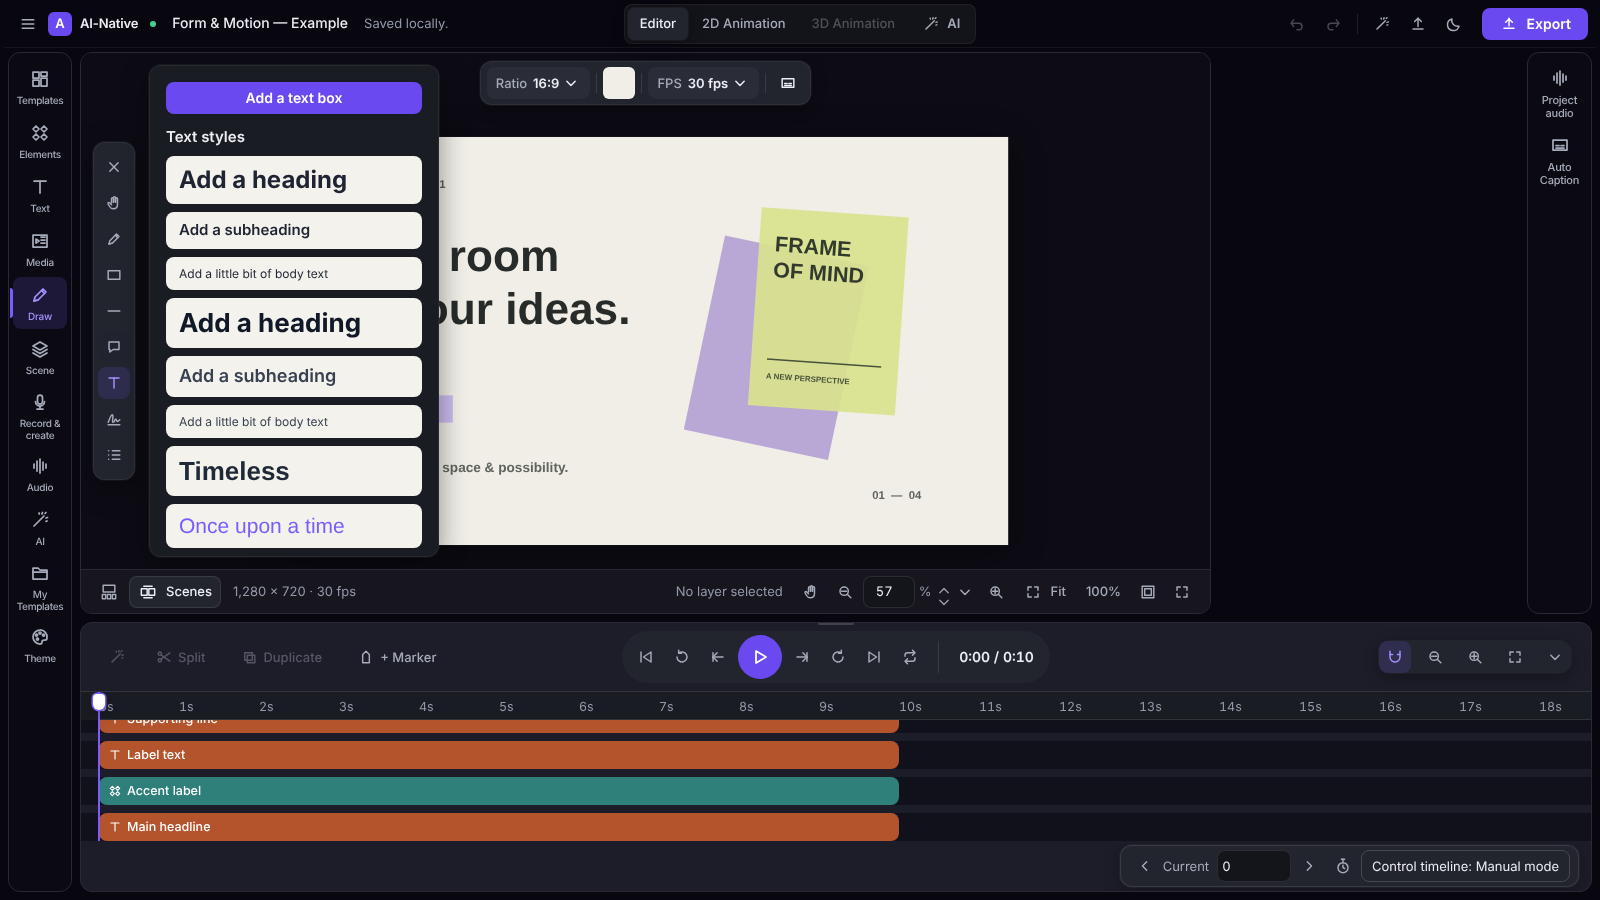 A AI-Native Form & Motion — Example Saved locally.
Editor 2D Animation 3D Animation AI
Export
Templates
Elements
Text
Media
Draw
Scene
Record &
create
Audio
AI
My
Templates
Theme
Add a text box
Text styles
Add a heading
Add a subheading
Add a little bit of body text
Add a heading
Add a subheading
Add a little bit of body text
Timeless
Once upon a time
Ratio 16:9 FPS 30 fps
1
room
our ideas.
space & possibility.
FRAME
OF MIND
A NEW PERSPECTIVE
01 — 04
Project
audio
Auto
Caption
Scenes 1,280 × 720 · 30 fps
No layer selected 57 % Fit 100%
Split Duplicate + Marker
0:00 / 0:10
s 1s 2s 3s 4s 5s 6s 7s 8s 9s 10s 11s 12s 13s 14s 15s 16s 17s 18s
Supporting line
Label text
Accent label
Main headline
Current 0 Control timeline: Manual mode